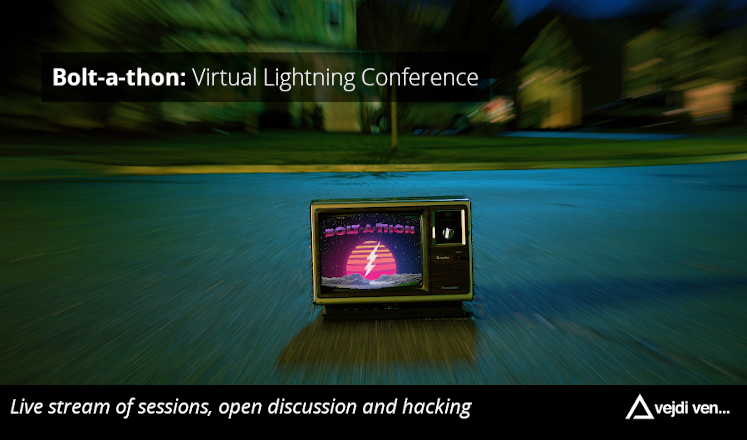 Bolt-a-thon: Virtual Lightning Conference
BOLT-A-THON
Live stream of sessions, open discussion and hacking
vejdi ven...